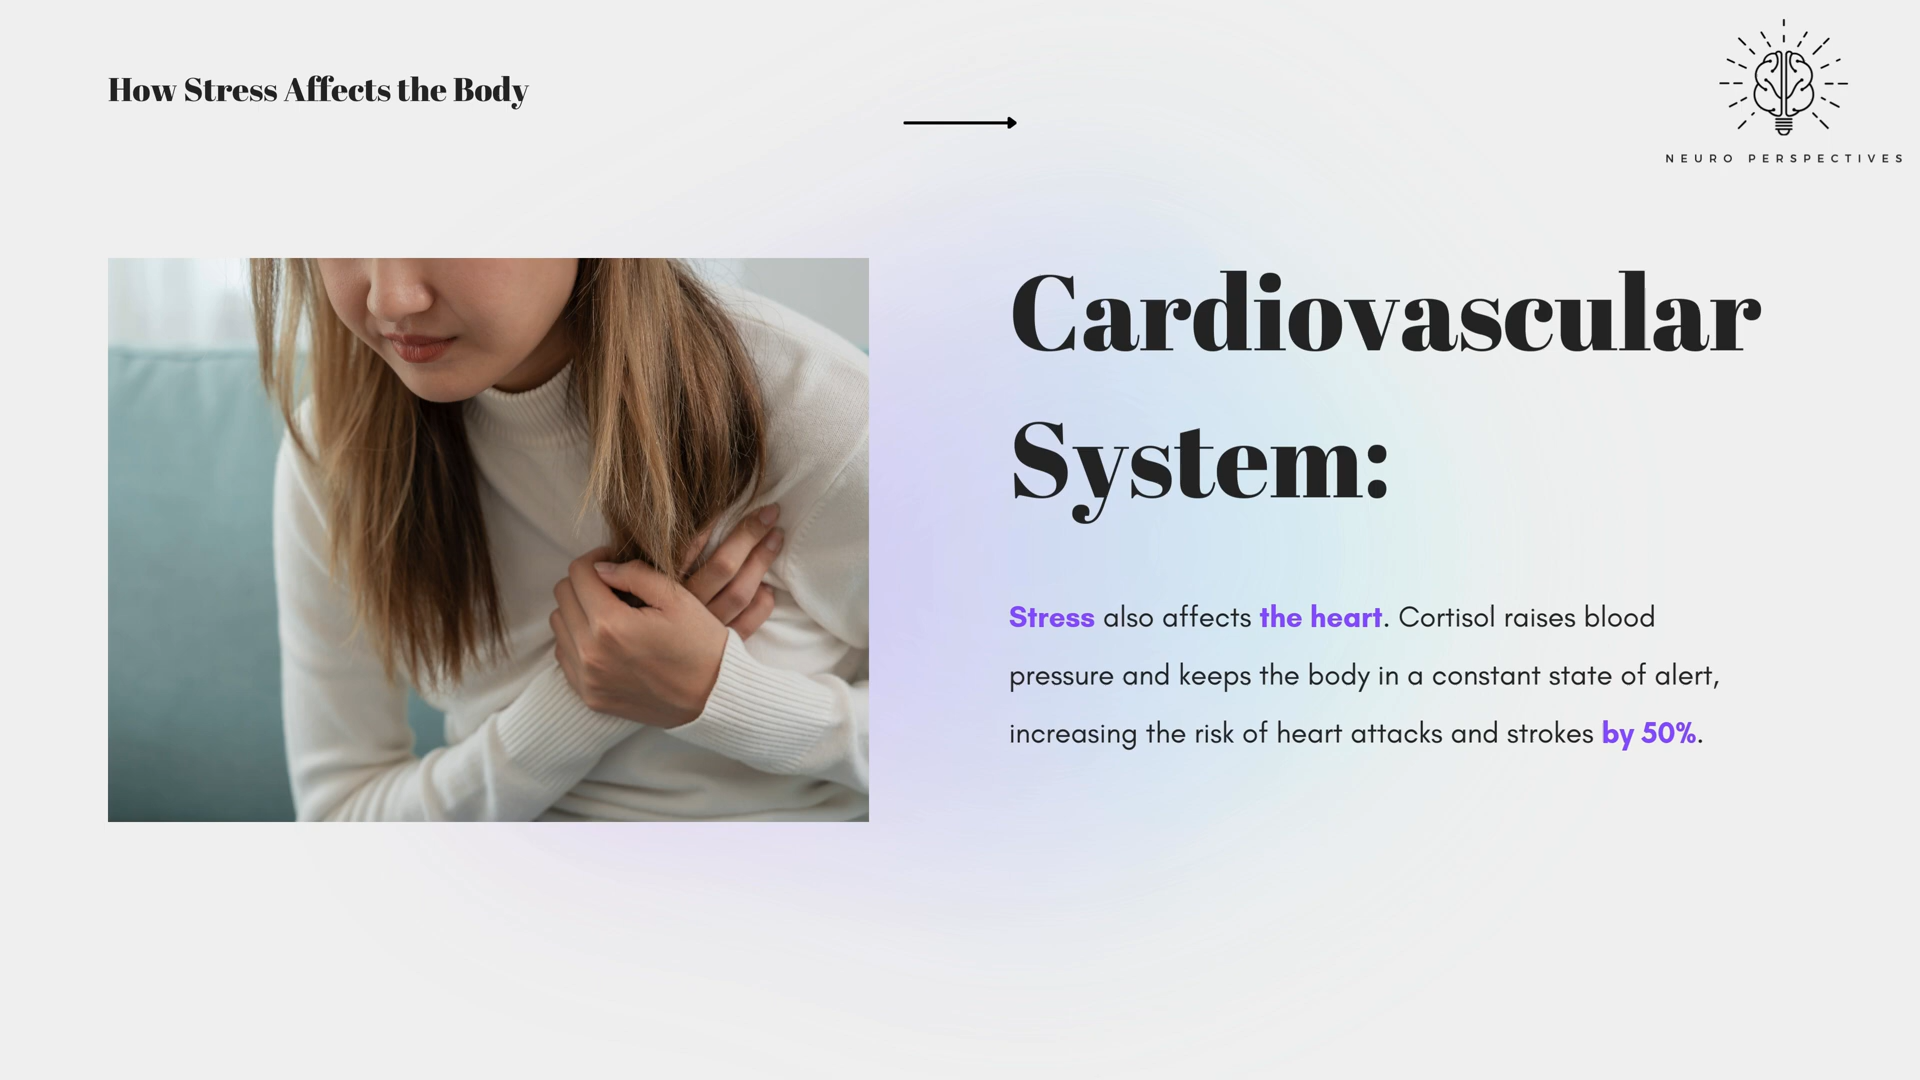 How Stress Affects the Body
NEURO PERSPECTIVES
Cardiovascular
System:
Stress also affects the heart. Cortisol raises blood
pressure and keeps the body in a constant state of alert,
increasing the risk of heart attacks and strokes by 50%.